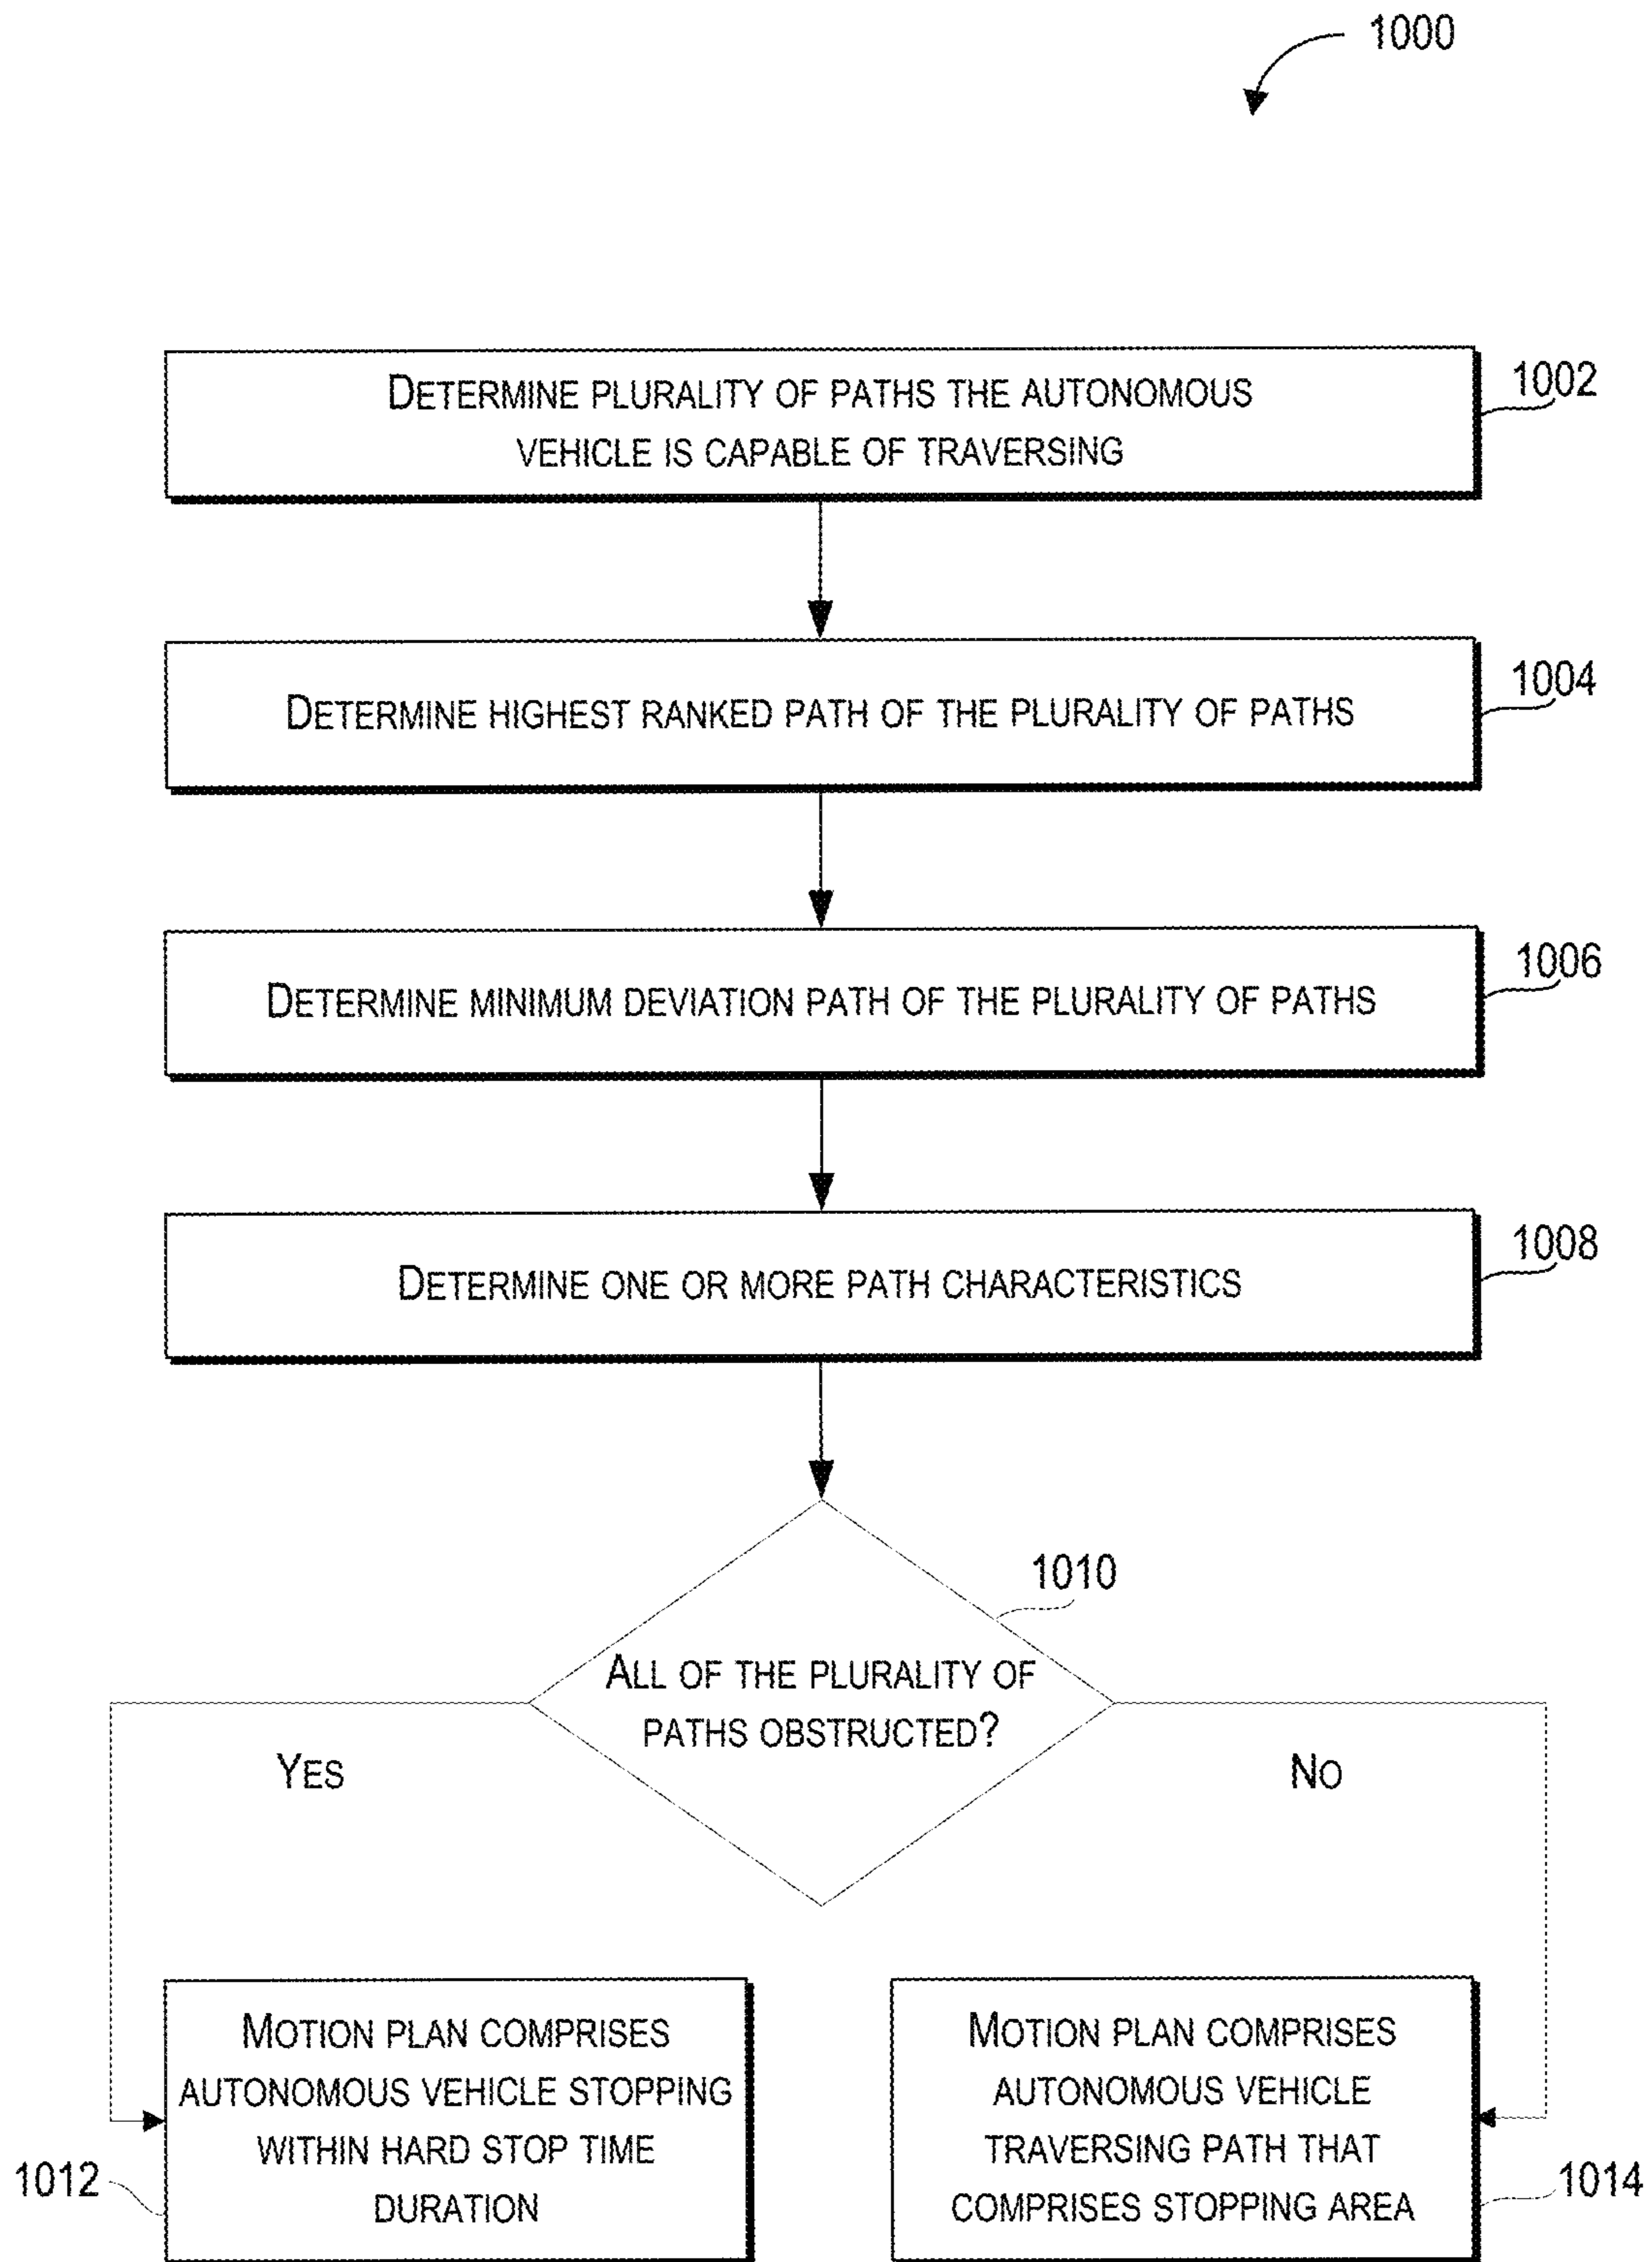 1000
DETERMINE PLURALITY OF PATHS THE AUTONOMOUS
VEHICLE IS CAPABLE OF TRAVERSING
1002
DETERMINE HIGHEST RANKED PATH OF THE PLURALITY OF PATHS
1004
DETERMINE MINIMUM DEVIATION PATH OF THE PLURALITY OF PATHS
1006
DETERMINE ONE OR MORE PATH CHARACTERISTICS
1008
1010
ALL OF THE PLURALITY OF
PATHS OBSTRUCTED?
YES
NO
MOTION PLAN COMPRISES
AUTONOMOUS VEHICLE STOPPING
WITHIN HARD STOP TIME
DURATION
1012
MOTION PLAN COMPRISES
AUTONOMOUS VEHICLE
TRAVERSING PATH THAT
COMPRISES STOPPING AREA
1014